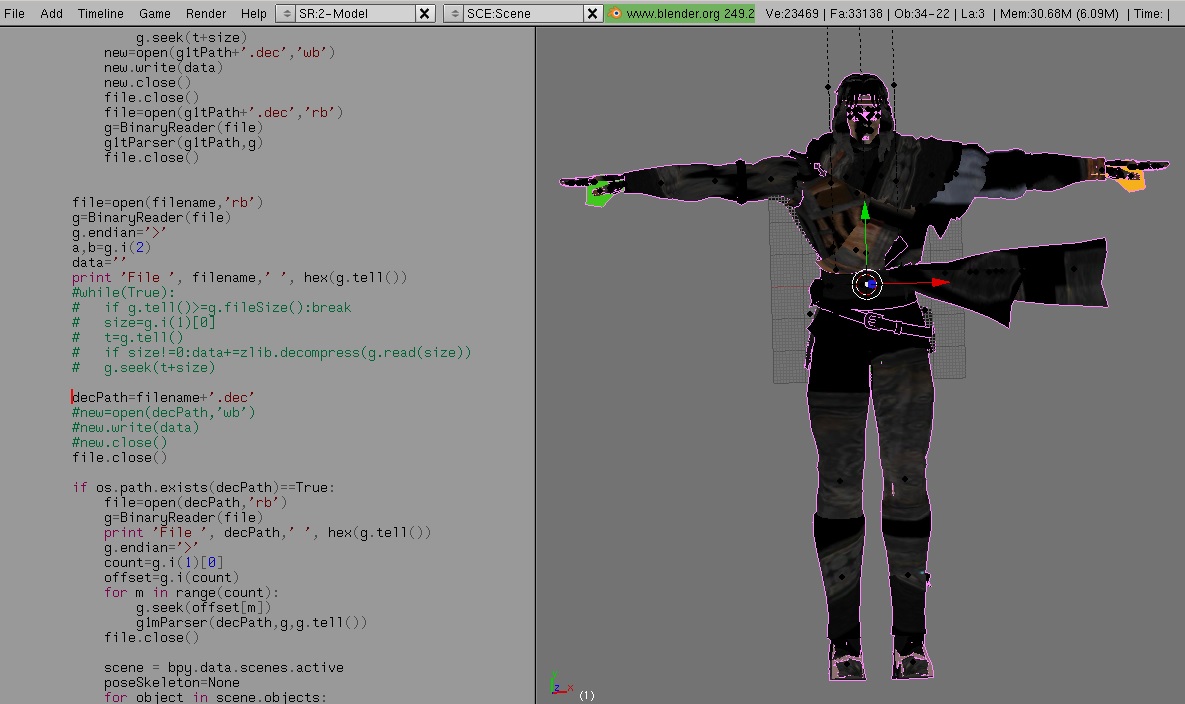 File Add Timeline Game Render Help SR:2-Model X SCE:Scene X www.blender.org 249.2 Ve:23469 | Fa:33138 | Ob:34-22 | La:3 | Mem:30.68M (6.09M) | Time: |
g.seek(t+size)
new=open(g1tPath+'.dec','wb')
new.write(data)
new.close()
file.close()
file=open(g1tPath+'.dec','rb')
g=BinaryReader(file)
g1tParser(g1tPath,g)
file.close()
file=open(filename,'rb')
g=BinaryReader(file)
g.endian='>'
a,b=g.i(2)
data=''
print 'File ', filename,' ', hex(g.tell())
#while(True):
#   if g.tell()>=g.fileSize():break
#   size=g.i(1)[0]
#   t=g.tell()
#   if size!=0:data+=zlib.decompress(g.read(size))
#   g.seek(t+size)
decPath=filename+'.dec'
#new=open(decPath,'wb')
#new.write(data)
#new.close()
file.close()
if os.path.exists(decPath)==True:
file=open(decPath,'rb')
g=BinaryReader(file)
print 'File ', decPath,' ', hex(g.tell())
g.endian='>'
count=g.i(1)[0]
offset=g.i(count)
for m in range(count):
g.seek(offset[m])
g1mParser(decPath,g,g.tell())
file.close()
scene = bpy.data.scenes.active
poseSkeleton=None
for object in scene.objects:
z x
(1)